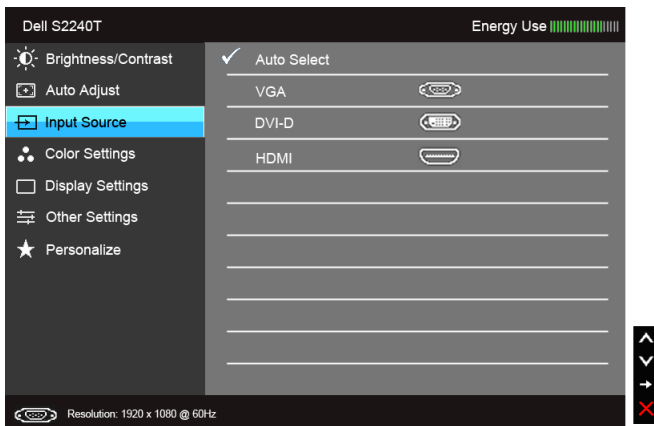 Dell S2240T Energy Use
Brightness/Contrast Auto Select
Auto Adjust VGA
Input Source DVI-D
Color Settings HDMI
Display Settings
Other Settings
Personalize
Resolution: 1920 x 1080 @ 60Hz